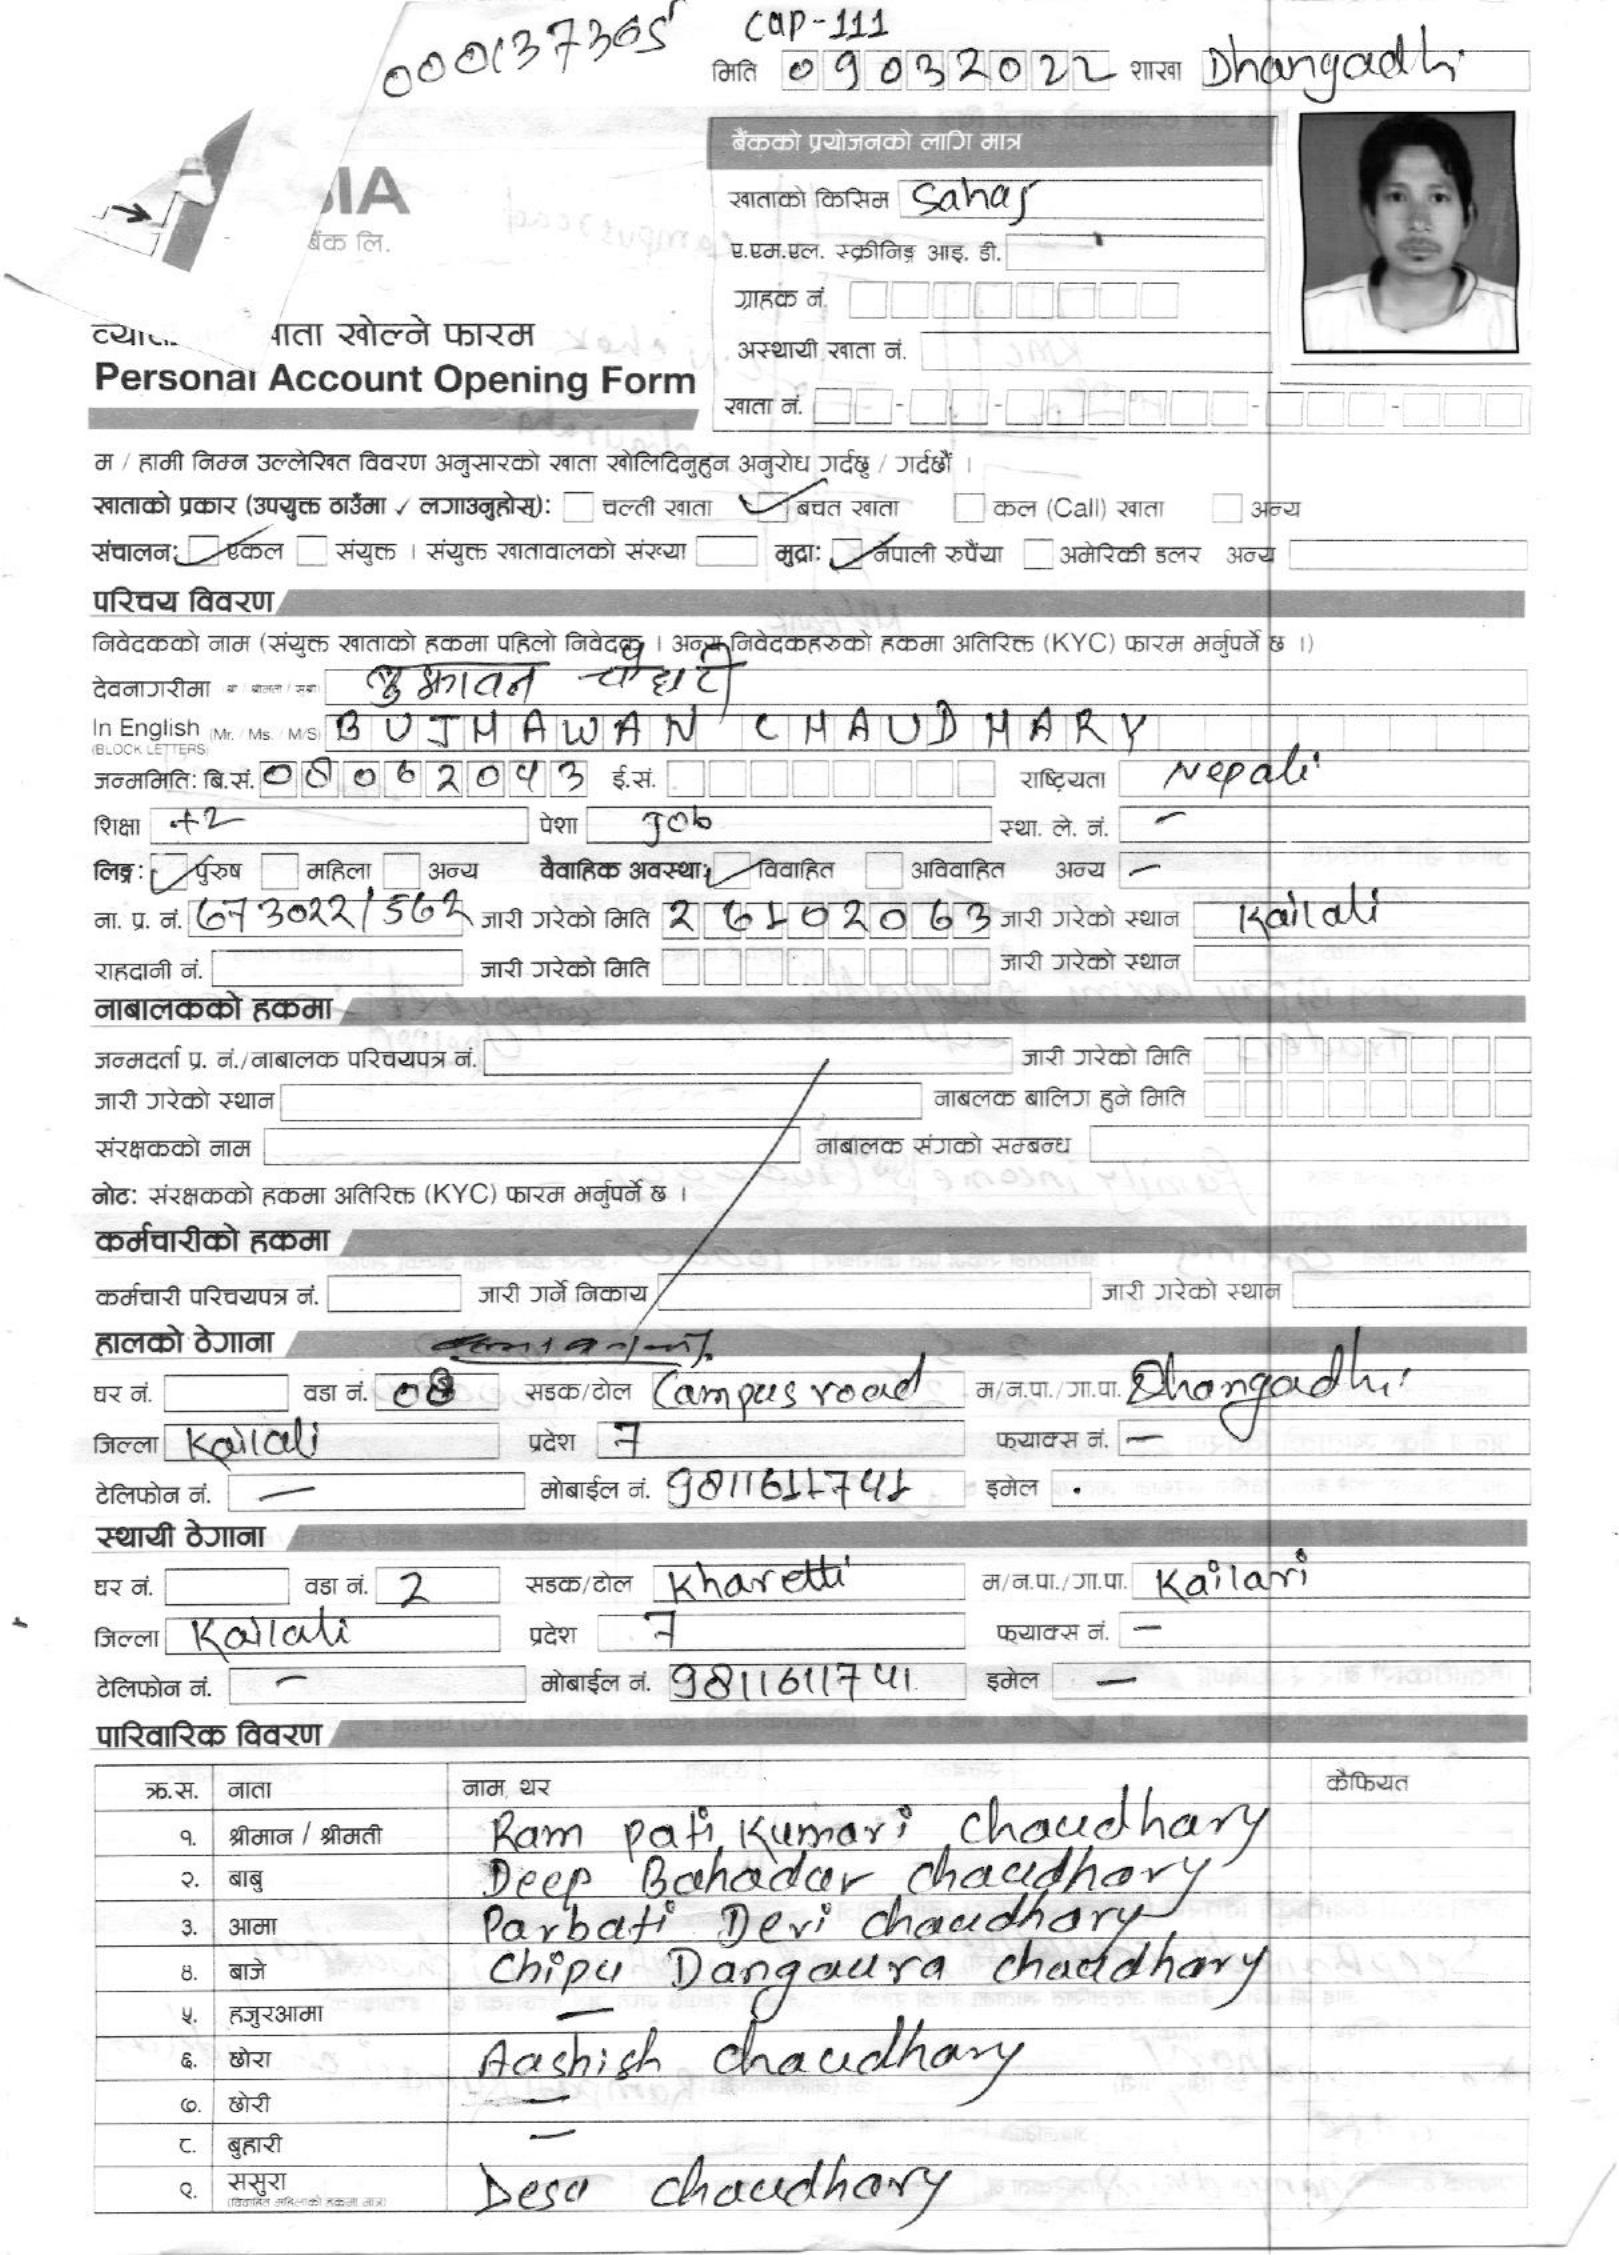 000137305
CAP-111
मिति 09032022 शाखा Dhangadhi
IA
बैंक लि.
बैंकको प्रयोजनको लागि मात्र
खाताको किसिम Sahaj
ए.एम.एल. स्क्रीनिङ्ग आइ. डी.
ग्राहक नं.
अस्थायी खाता नं.
खाता नं.
खाता खोल्ने फारम
Personal Account Opening Form
म / हामी निम्न उल्लेखित विवरण अनुसारको खाता खोलिदिनुहुन अनुरोध गर्दछु / गर्दछौं ।
खाताको प्रकार (उपयुक्त ठाउँमा ✓ लगाउनुहोस्): चल्ती खाता ✓ बचत खाता कल (Call) खाता अन्य
संचालन: ✓ एकल संयुक्त । संयुक्त खातावालको संख्या मुद्रा: ✓ नेपाली रुपैंया अमेरिकी डलर अन्य
परिचय विवरण
निवेदकको नाम (संयुक्त खाताको हकमा पहिलो निवेदक । अन्य निवेदकहरुको हकमा अतिरिक्त (KYC) फारम भर्नुपर्ने छ ।)
देवनागरीमा श्री / श्रीमती / सुश्री बुझावन चौधरी
In English (Mr. / Ms. / M/S) BUJHAWAN CHAUDHARY
(BLOCK LETTERS)
जन्ममिति: बि.सं. 08062043 ई.सं. राष्ट्रियता Nepali
शिक्षा +2 पेशा Job स्था. ले. नं. -
लिङ्ग: ✓ पुरुष महिला अन्य वैवाहिक अवस्था: ✓ विवाहित अविवाहित अन्य -
ना. प्र. नं. 673022/562 जारी गरेको मिति 26102063 जारी गरेको स्थान Kailali
राहदानी नं. जारी गरेको मिति जारी गरेको स्थान
नाबालकको हकमा
जन्मदर्ता प्र. नं./नाबालक परिचयपत्र नं. जारी गरेको मिति
जारी गरेको स्थान नाबलक बालिग हुने मिति
संरक्षकको नाम नाबालक संगको सम्बन्ध
नोट: संरक्षकको हकमा अतिरिक्त (KYC) फारम भर्नुपर्ने छ ।
कर्मचारीको हकमा
कर्मचारी परिचयपत्र नं. जारी गर्ने निकाय जारी गरेको स्थान
हालको ठेगाना
घर नं. वडा नं. 08 सडक/टोल Campus road म/न.पा./गा.पा. Dhangadhi
जिल्ला Kailali प्रदेश 7 फ्याक्स नं. -
टेलिफोन नं. - मोबाईल नं. 9811611741 इमेल .
स्थायी ठेगाना
घर नं. वडा नं. 2 सडक/टोल Kharetti म/न.पा./गा.पा. Kailari
जिल्ला Kailali प्रदेश 7 फ्याक्स नं. -
टेलिफोन नं. - मोबाईल नं. 9811611741 इमेल -
पारिवारिक विवरण
क्र.स. नाता नाम, थर कैफियत
१. श्रीमान / श्रीमती Ram pati Kumari chaudhary
२. बाबु Deep Bahadar chaudhary
३. आमा Parbati Devi chaudhary
४. बाजे Chipu Dangaura chaudhary
५. हजुरआमा -
६. छोरा Aashish chaudhary
७. छोरी -
८. बुहारी -
९. ससुरा Desu chaudhary
(विवाहित महिलाको हकमा मात्र)